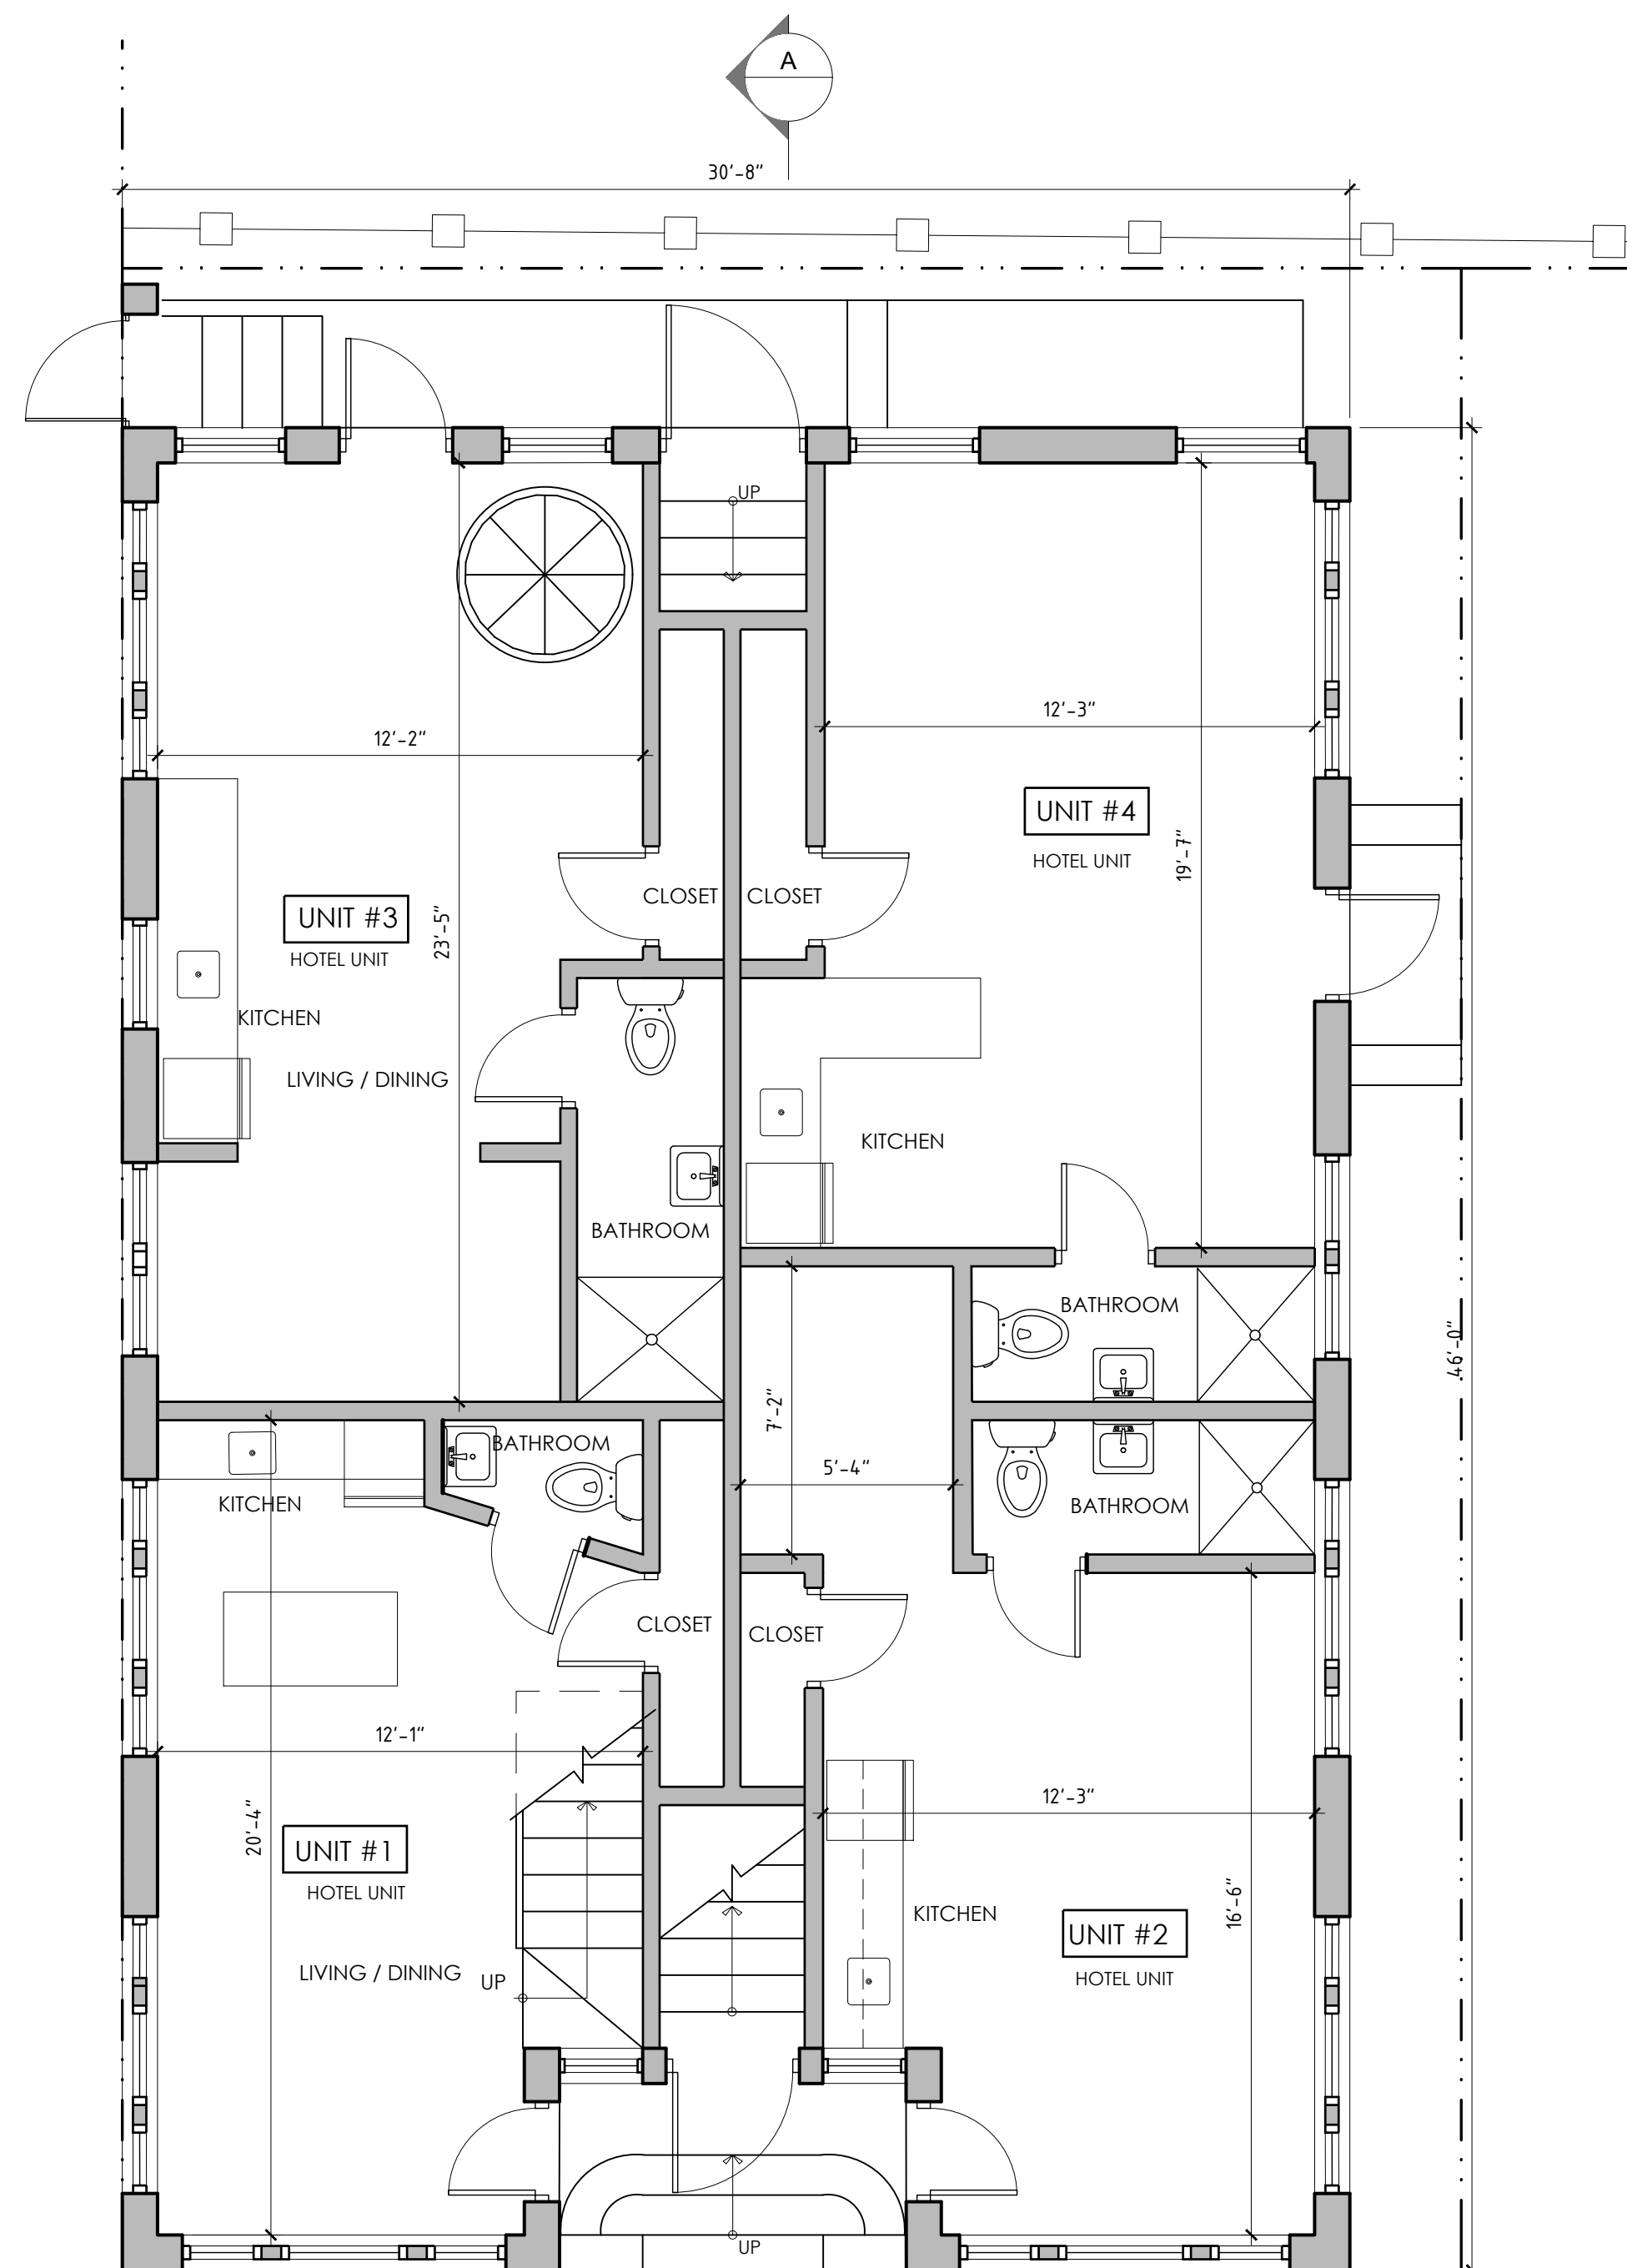 A
30'-8"
UP
12'-3"
12'-2"
UNIT #4
HOTEL UNIT
19'-7"
CLOSET CLOSET
UNIT #3
HOTEL UNIT
23'-5"
KITCHEN
LIVING / DINING
KITCHEN
BATHROOM
BATHROOM
46'-0"
7'-2"
BATHROOM
5'-4"
KITCHEN
BATHROOM
CLOSET
CLOSET
12'-1"
12'-3"
20'-4"
UNIT #1
HOTEL UNIT
16'-6"
KITCHEN
UNIT #2
HOTEL UNIT
LIVING / DINING
UP
UP